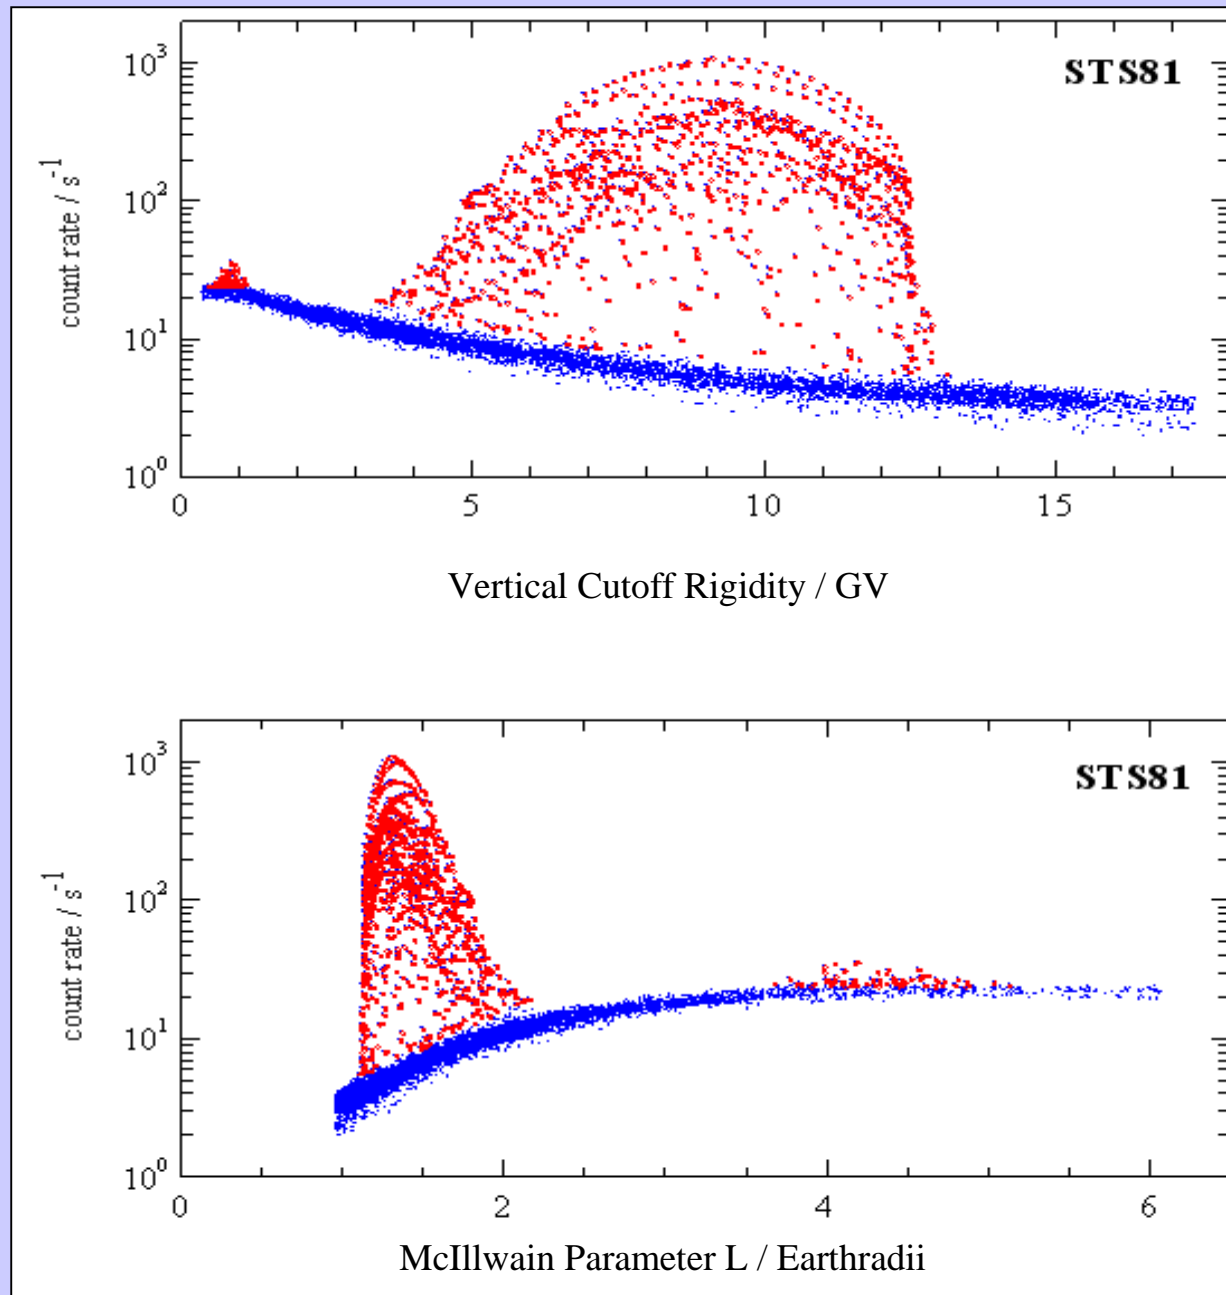 10³
STS81
10²
count rate / s⁻¹
10¹
10⁰
0 5 10 15
Vertical Cutoff Rigidity / GV
10³
STS81
10²
count rate / s⁻¹
10¹
10⁰
0 2 4 6
McIllwain Parameter L / Earthradii